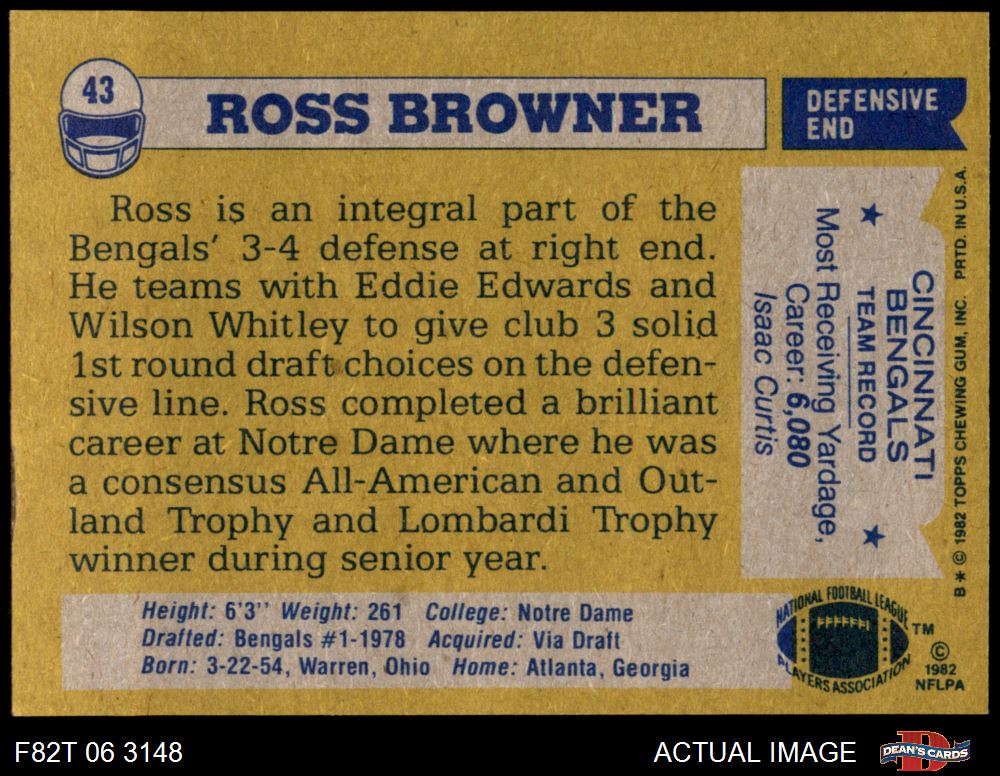 43
ROSS BROWNER
DEFENSIVE
END
Ross is an integral part of the
Bengals' 3-4 defense at right end.
He teams with Eddie Edwards and
Wilson Whitley to give club 3 solid
1st round draft choices on the defen-
sive line. Ross completed a brilliant
career at Notre Dame where he was
a consensus All-American and Out-
land Trophy and Lombardi Trophy
winner during senior year.
CINCINNATI
BENGALS
TEAM RECORD
Most Receiving Yardage,
Career: 6,080
Isaac Curtis
B* © 1982 TOPPS CHEWING GUM, INC. PRTD. IN U.S.A.
Height: 6'3'' Weight: 261 College: Notre Dame
Drafted: Bengals #1-1978 Acquired: Via Draft
Born: 3-22-54, Warren, Ohio Home: Atlanta, Georgia
NATIONAL FOOTBALL LEAGUE
PLAYERS ASSOCIATION
TM
©
1982
NFLPA
F82T 06 3148
ACTUAL IMAGE
D
DEAN'S CARDS